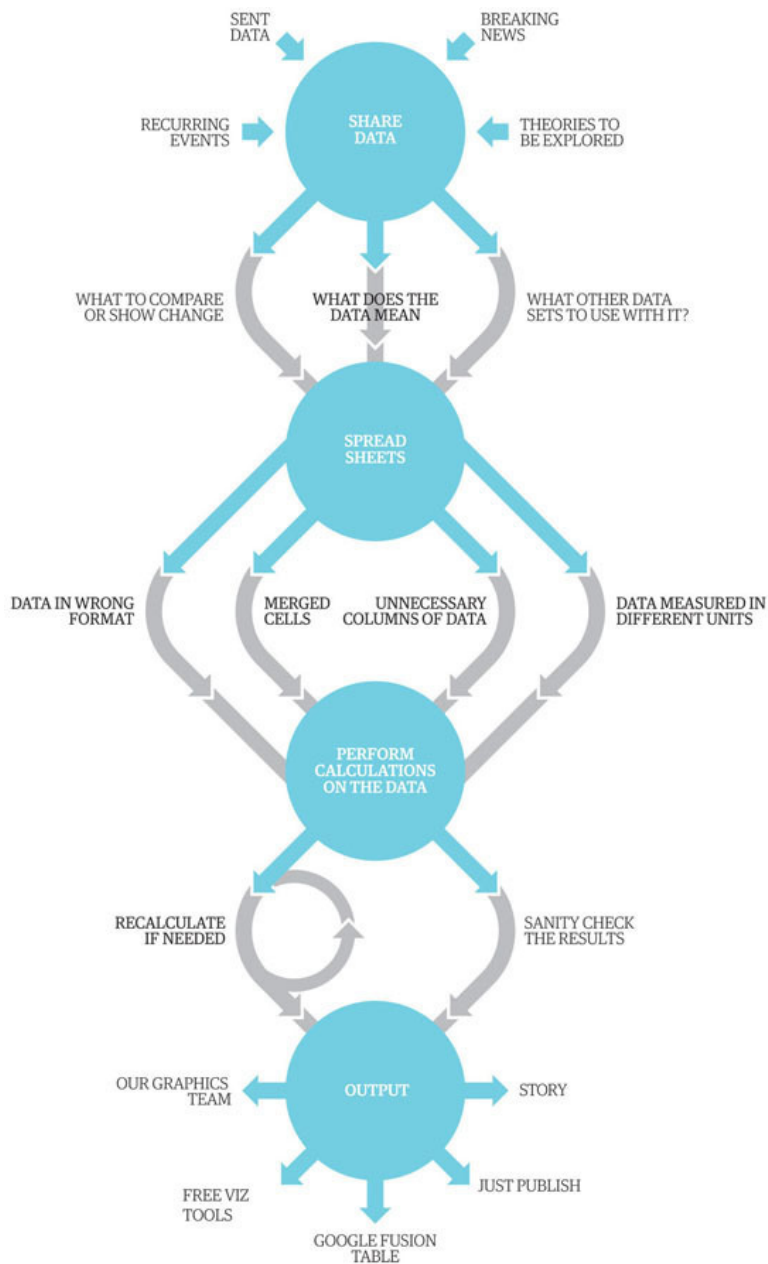 SENT
DATA
BREAKING
NEWS
RECURRING
EVENTS
SHARE
DATA
THEORIES TO
BE EXPLORED
WHAT TO COMPARE
OR SHOW CHANGE
WHAT DOES THE
DATA MEAN
WHAT OTHER DATA
SETS TO USE WITH IT?
SPREAD
SHEETS
DATA IN WRONG
FORMAT
MERGED
CELLS
UNNECESSARY
COLUMNS OF DATA
DATA MEASURED IN
DIFFERENT UNITS
PERFORM
CALCULATIONS
ON THE DATA
RECALCULATE
IF NEEDED
SANITY CHECK
THE RESULTS
OUR GRAPHICS
TEAM
OUTPUT
STORY
FREE VIZ
TOOLS
JUST PUBLISH
GOOGLE FUSION
TABLE